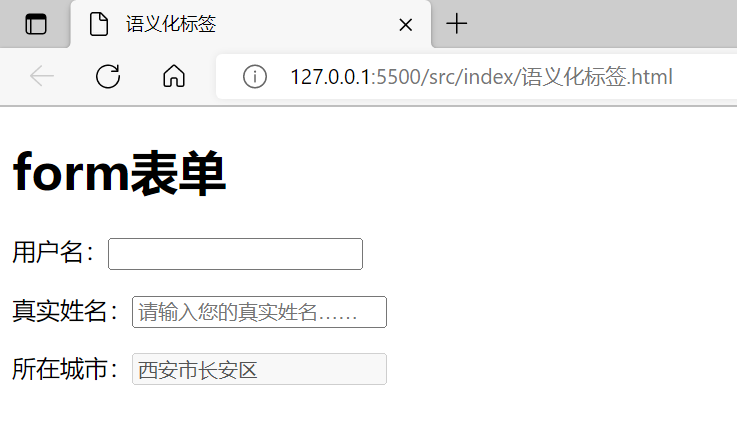 语义化标签
127.0.0.1:5500/src/index/语义化标签.html
form表单
用户名：
真实姓名： 请输入您的真实姓名……
所在城市： 西安市长安区